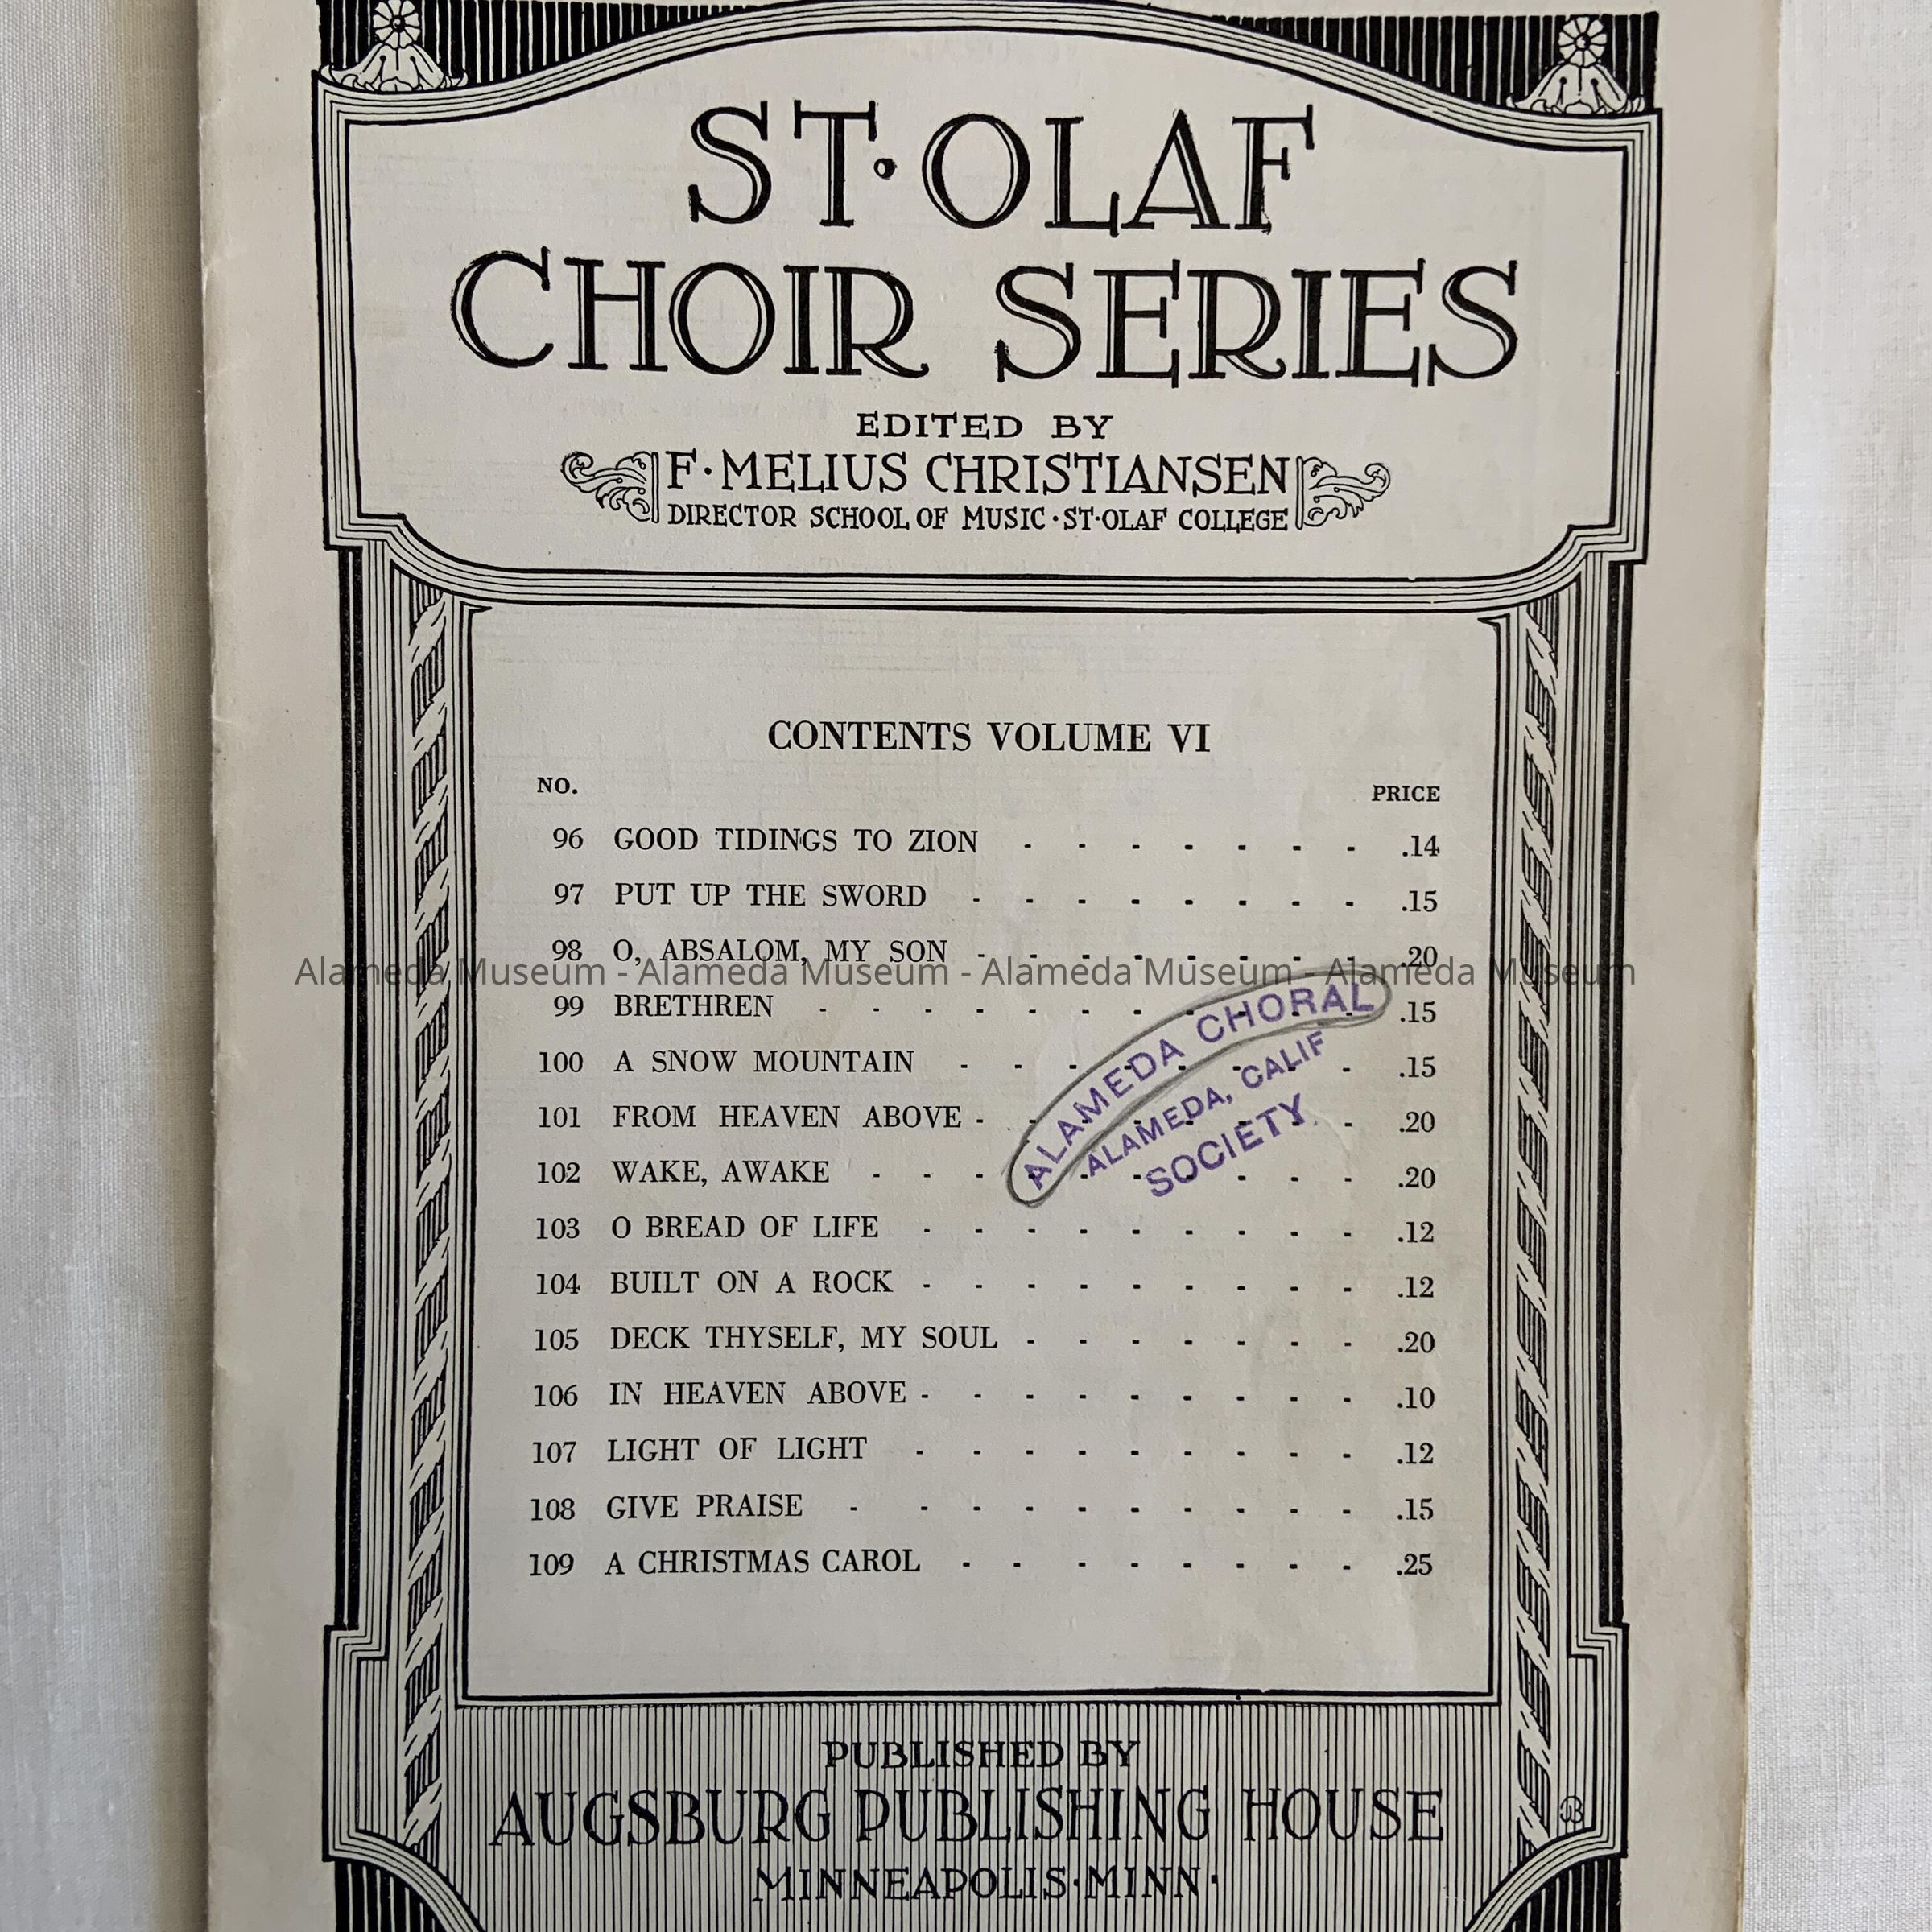 ST·OLAF
CHOIR SERIES
EDITED BY
F·MELIUS CHRISTIANSEN
DIRECTOR SCHOOL OF MUSIC·ST·OLAF COLLEGE
CONTENTS VOLUME VI
NO. PRICE
96 GOOD TIDINGS TO ZION - - - - - - - .14
97 PUT UP THE SWORD - - - - - - - - .15
98 O, ABSALOM, MY SON - - - - - - - - .20
Alameda Museum - Alameda Museum - Alameda Museum - Alameda Museum
99 BRETHREN - - - - - - - - - - - .15
100 A SNOW MOUNTAIN - - - - - - - - .15
101 FROM HEAVEN ABOVE - - - - - - - - .20
102 WAKE, AWAKE - - - - - - - - - - .20
103 O BREAD OF LIFE - - - - - - - - - .12
104 BUILT ON A ROCK - - - - - - - - - .12
105 DECK THYSELF, MY SOUL - - - - - - - .20
106 IN HEAVEN ABOVE - - - - - - - - - .10
107 LIGHT OF LIGHT - - - - - - - - - .12
108 GIVE PRAISE - - - - - - - - - - .15
109 A CHRISTMAS CAROL - - - - - - - - .25
ALAMEDA CHORAL
ALAMEDA, CALIF
SOCIETY
PUBLISHED BY
AUGSBURG PUBLISHING HOUSE
MINNEAPOLIS·MINN·